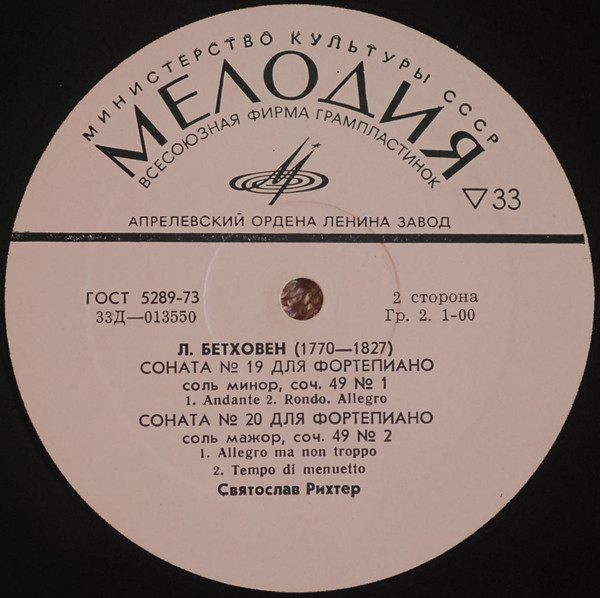 МИНИСТЕРСТВО КУЛЬТУРЫ СССР
МЕЛОДИЯ
ВСЕСОЮЗНАЯ ФИРМА ГРАМПЛАСТИНОК
▽33
АПРЕЛЕВСКИЙ ОРДЕНА ЛЕНИНА ЗАВОД
ГОСТ 5289-73
2 сторона
33Д—013550
Гр. 2. 1-00
Л. БЕТХОВЕН (1770—1827)
СОНАТА № 19 ДЛЯ ФОРТЕПИАНО
соль минор, соч. 49 № 1
1. Andante 2. Rondo. Allegro
СОНАТА № 20 ДЛЯ ФОРТЕПИАНО
соль мажор, соч. 49 № 2
1. Allegro ma non troppo
2. Tempo di menuetto
Святослав Рихтер